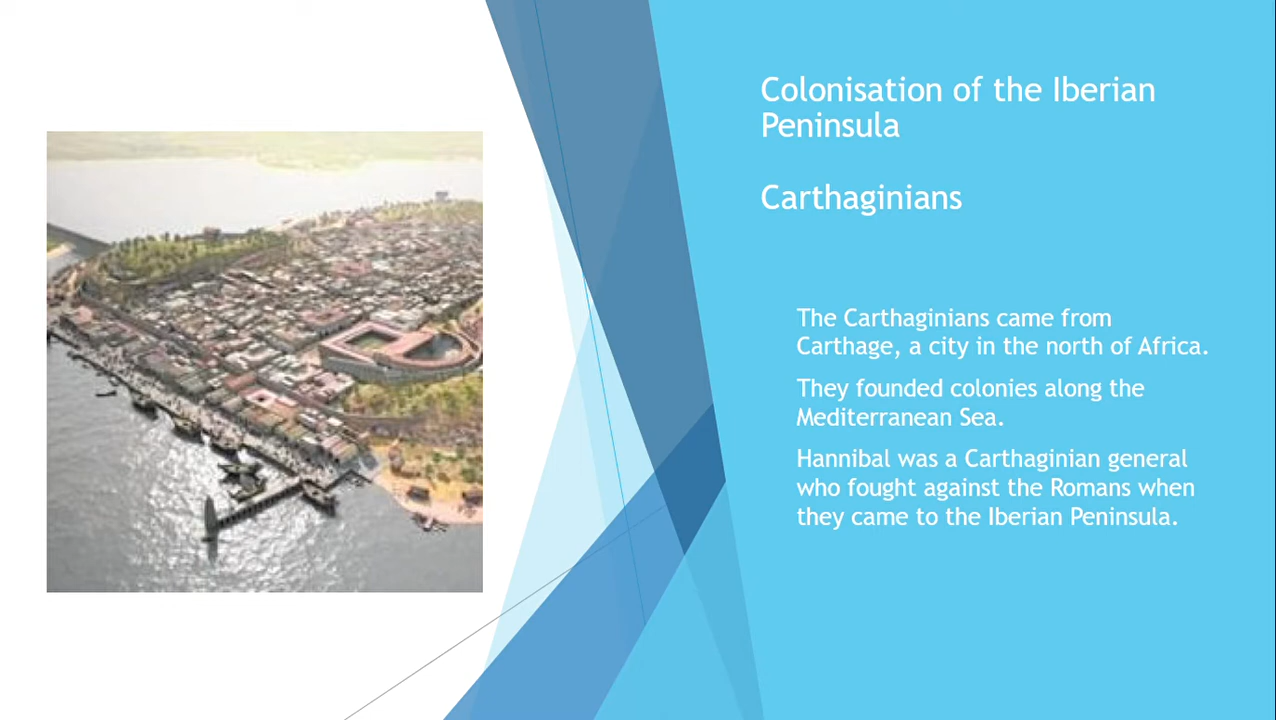 Colonisation of the Iberian
Peninsula
Carthaginians
The Carthaginians came from
Carthage, a city in the north of Africa.
They founded colonies along the
Mediterranean Sea.
Hannibal was a Carthaginian general
who fought against the Romans when
they came to the Iberian Peninsula.